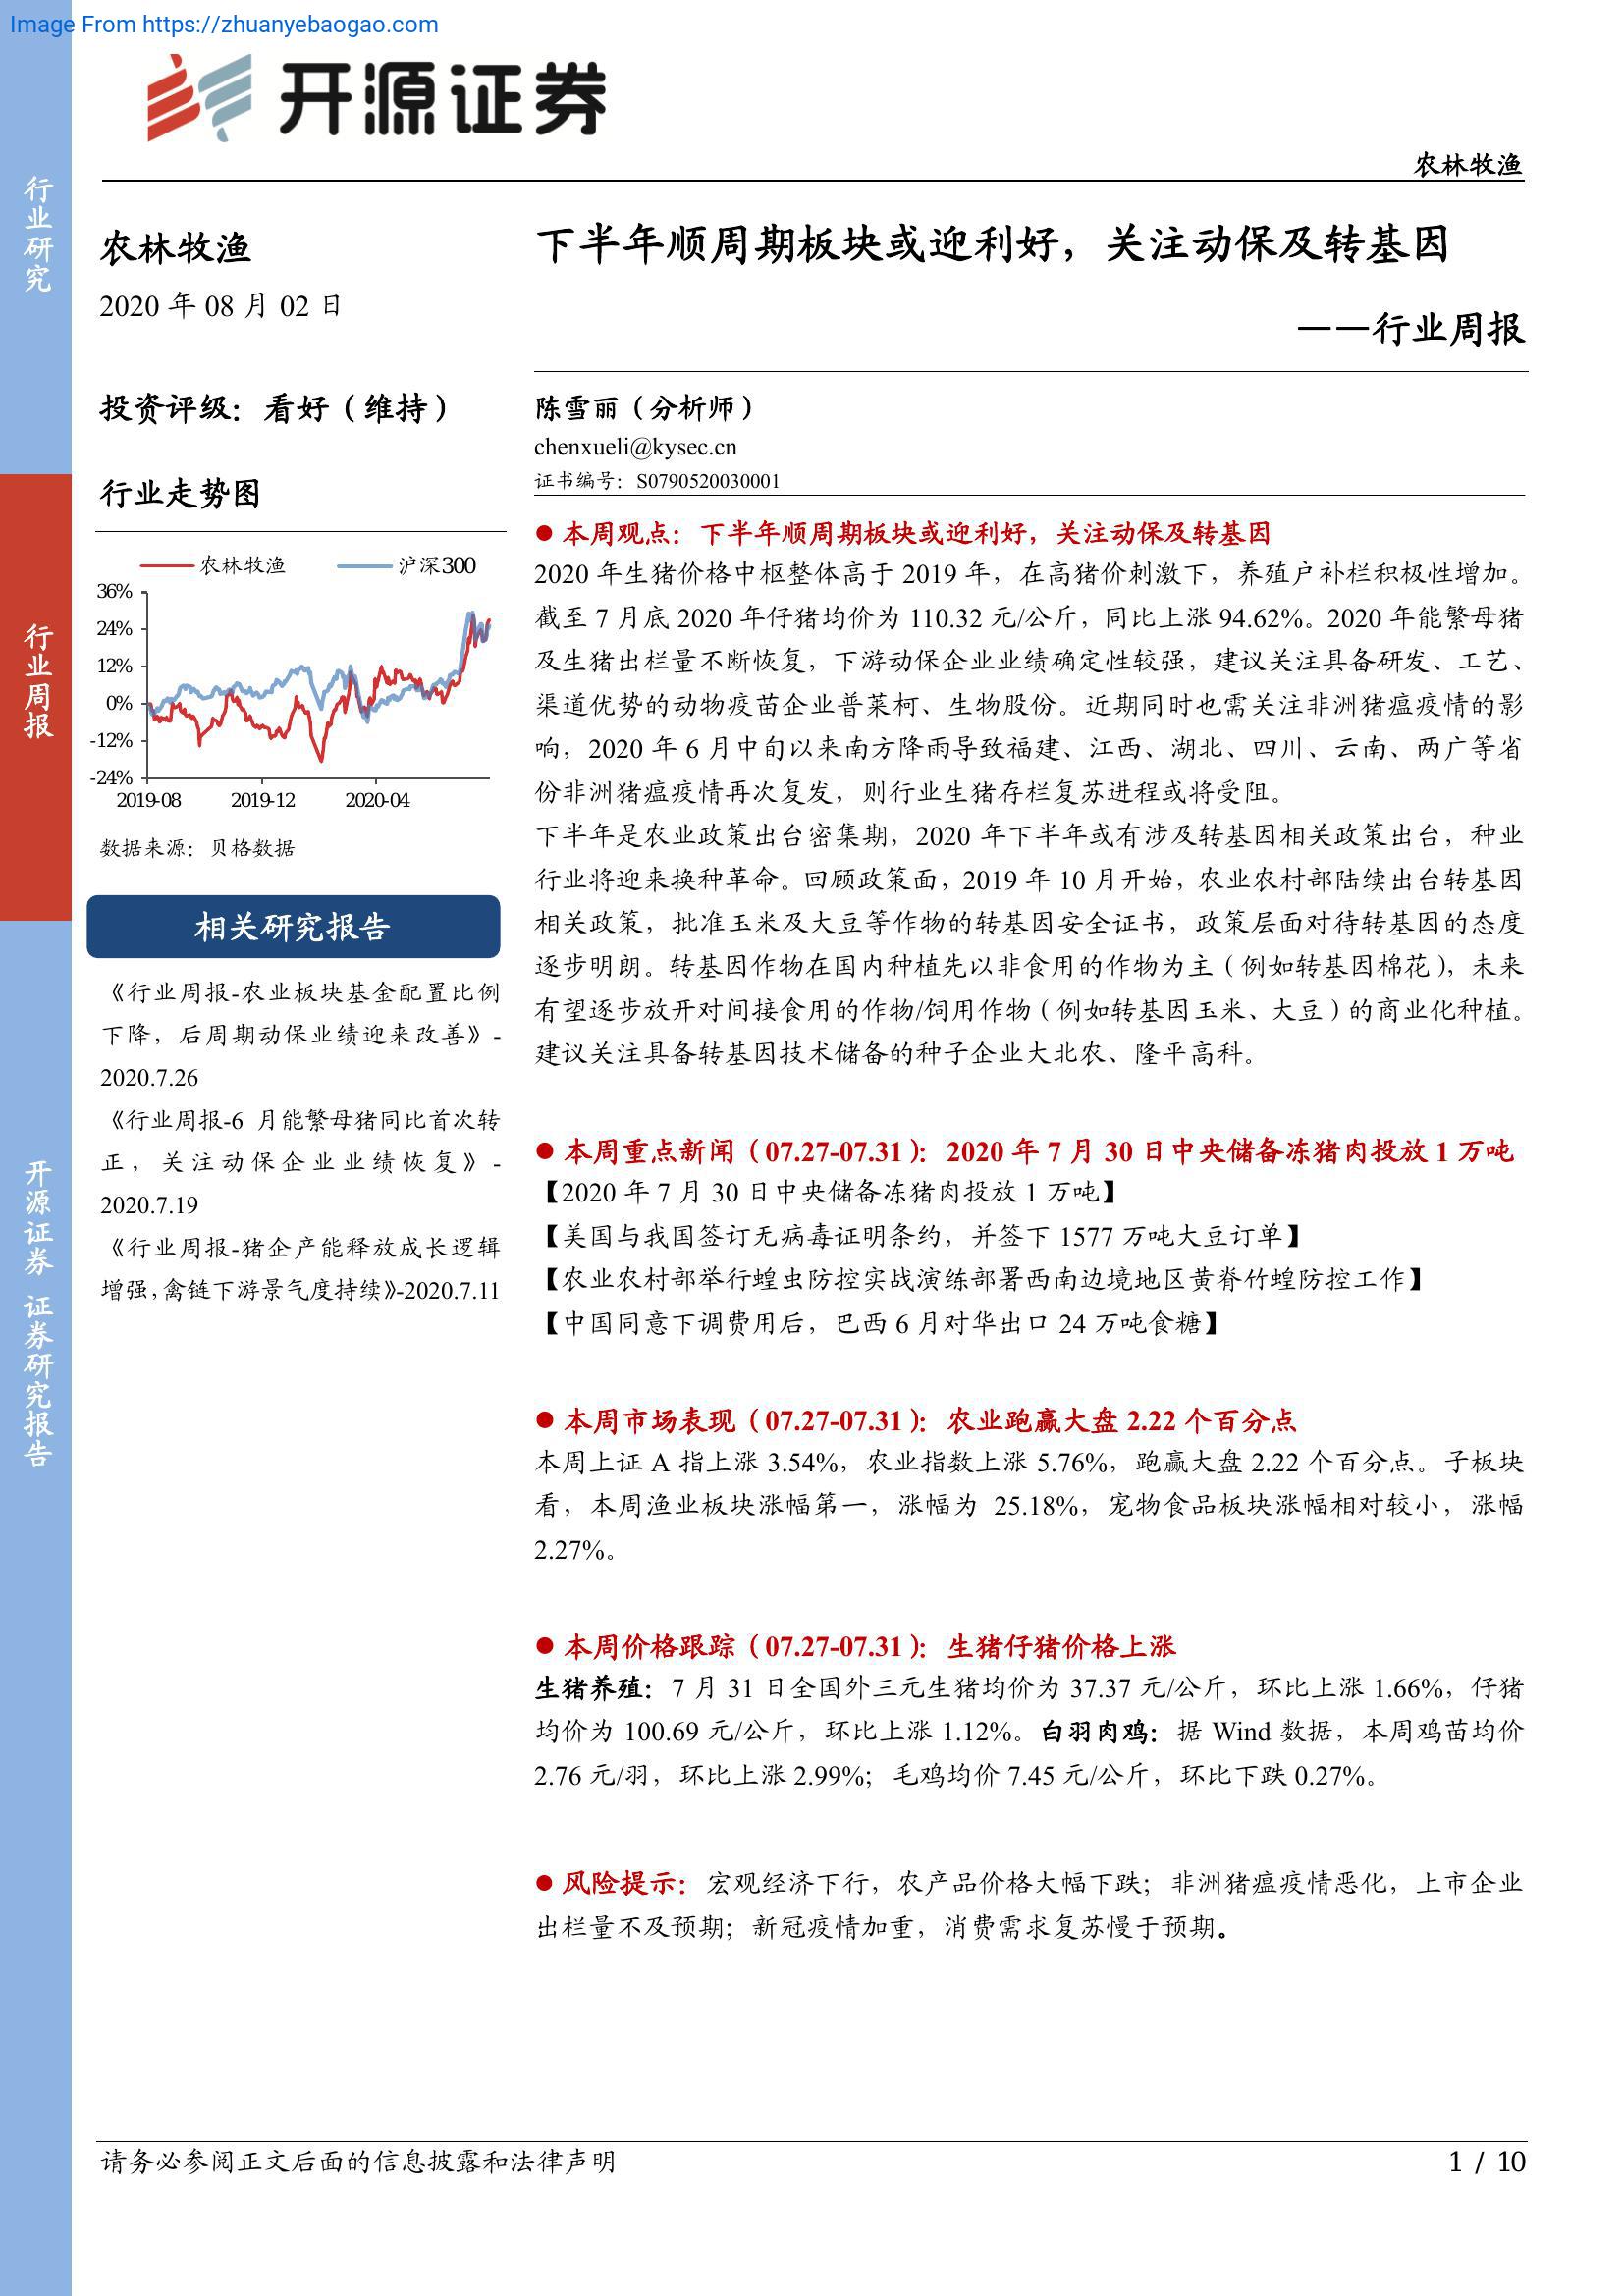 Image From https://zhuanyebaogao.com
开源证券
农林牧渔
行业研究
行业周报
开源证券 证券研究报告
农林牧渔
2020 年 08 月 02 日
投资评级：看好（维持）
行业走势图
农林牧渔 沪深300
36%
24%
12%
0%
-12%
-24%
2019-08 2019-12 2020-04
数据来源：贝格数据
相关研究报告
《行业周报-农业板块基金配置比例
下降，后周期动保业绩迎来改善》-
2020.7.26
《行业周报-6 月能繁母猪同比首次转
正，关注动保企业业绩恢复》-
2020.7.19
《行业周报-猪企产能释放成长逻辑
增强,禽链下游景气度持续》-2020.7.11
下半年顺周期板块或迎利好，关注动保及转基因
——行业周报
陈雪丽（分析师）
chenxueli@kysec.cn
证书编号：S0790520030001
● 本周观点：下半年顺周期板块或迎利好，关注动保及转基因
2020 年生猪价格中枢整体高于 2019 年，在高猪价刺激下，养殖户补栏积极性增加。
截至 7 月底 2020 年仔猪均价为 110.32 元/公斤，同比上涨 94.62%。2020 年能繁母猪
及生猪出栏量不断恢复，下游动保企业业绩确定性较强，建议关注具备研发、工艺、
渠道优势的动物疫苗企业普莱柯、生物股份。近期同时也需关注非洲猪瘟疫情的影
响，2020 年 6 月中旬以来南方降雨导致福建、江西、湖北、四川、云南、两广等省
份非洲猪瘟疫情再次复发，则行业生猪存栏复苏进程或将受阻。
下半年是农业政策出台密集期，2020 年下半年或有涉及转基因相关政策出台，种业
行业将迎来换种革命。回顾政策面，2019 年 10 月开始，农业农村部陆续出台转基因
相关政策，批准玉米及大豆等作物的转基因安全证书，政策层面对待转基因的态度
逐步明朗。转基因作物在国内种植先以非食用的作物为主（例如转基因棉花），未来
有望逐步放开对间接食用的作物/饲用作物（例如转基因玉米、大豆）的商业化种植。
建议关注具备转基因技术储备的种子企业大北农、隆平高科。
● 本周重点新闻（07.27-07.31）：2020 年 7 月 30 日中央储备冻猪肉投放 1 万吨
【2020 年 7 月 30 日中央储备冻猪肉投放 1 万吨】
【美国与我国签订无病毒证明条约，并签下 1577 万吨大豆订单】
【农业农村部举行蝗虫防控实战演练部署西南边境地区黄脊竹蝗防控工作】
【中国同意下调费用后，巴西 6 月对华出口 24 万吨食糖】
● 本周市场表现（07.27-07.31）：农业跑赢大盘 2.22 个百分点
本周上证 A 指上涨 3.54%，农业指数上涨 5.76%，跑赢大盘 2.22 个百分点。子板块
看，本周渔业板块涨幅第一，涨幅为 25.18%，宠物食品板块涨幅相对较小，涨幅
2.27%。
● 本周价格跟踪（07.27-07.31）：生猪仔猪价格上涨
生猪养殖：7 月 31 日全国外三元生猪均价为 37.37 元/公斤，环比上涨 1.66%，仔猪
均价为 100.69 元/公斤，环比上涨 1.12%。白羽肉鸡：据 Wind 数据，本周鸡苗均价
2.76 元/羽，环比上涨 2.99%；毛鸡均价 7.45 元/公斤，环比下跌 0.27%。
● 风险提示：宏观经济下行，农产品价格大幅下跌；非洲猪瘟疫情恶化，上市企业
出栏量不及预期；新冠疫情加重，消费需求复苏慢于预期。
请务必参阅正文后面的信息披露和法律声明
1 / 10